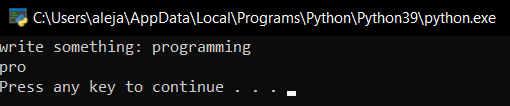 C:\Users\aleja\AppData\Local\Programs\Python\Python39\python.exe
write something: programming
pro
Press any key to continue . . .